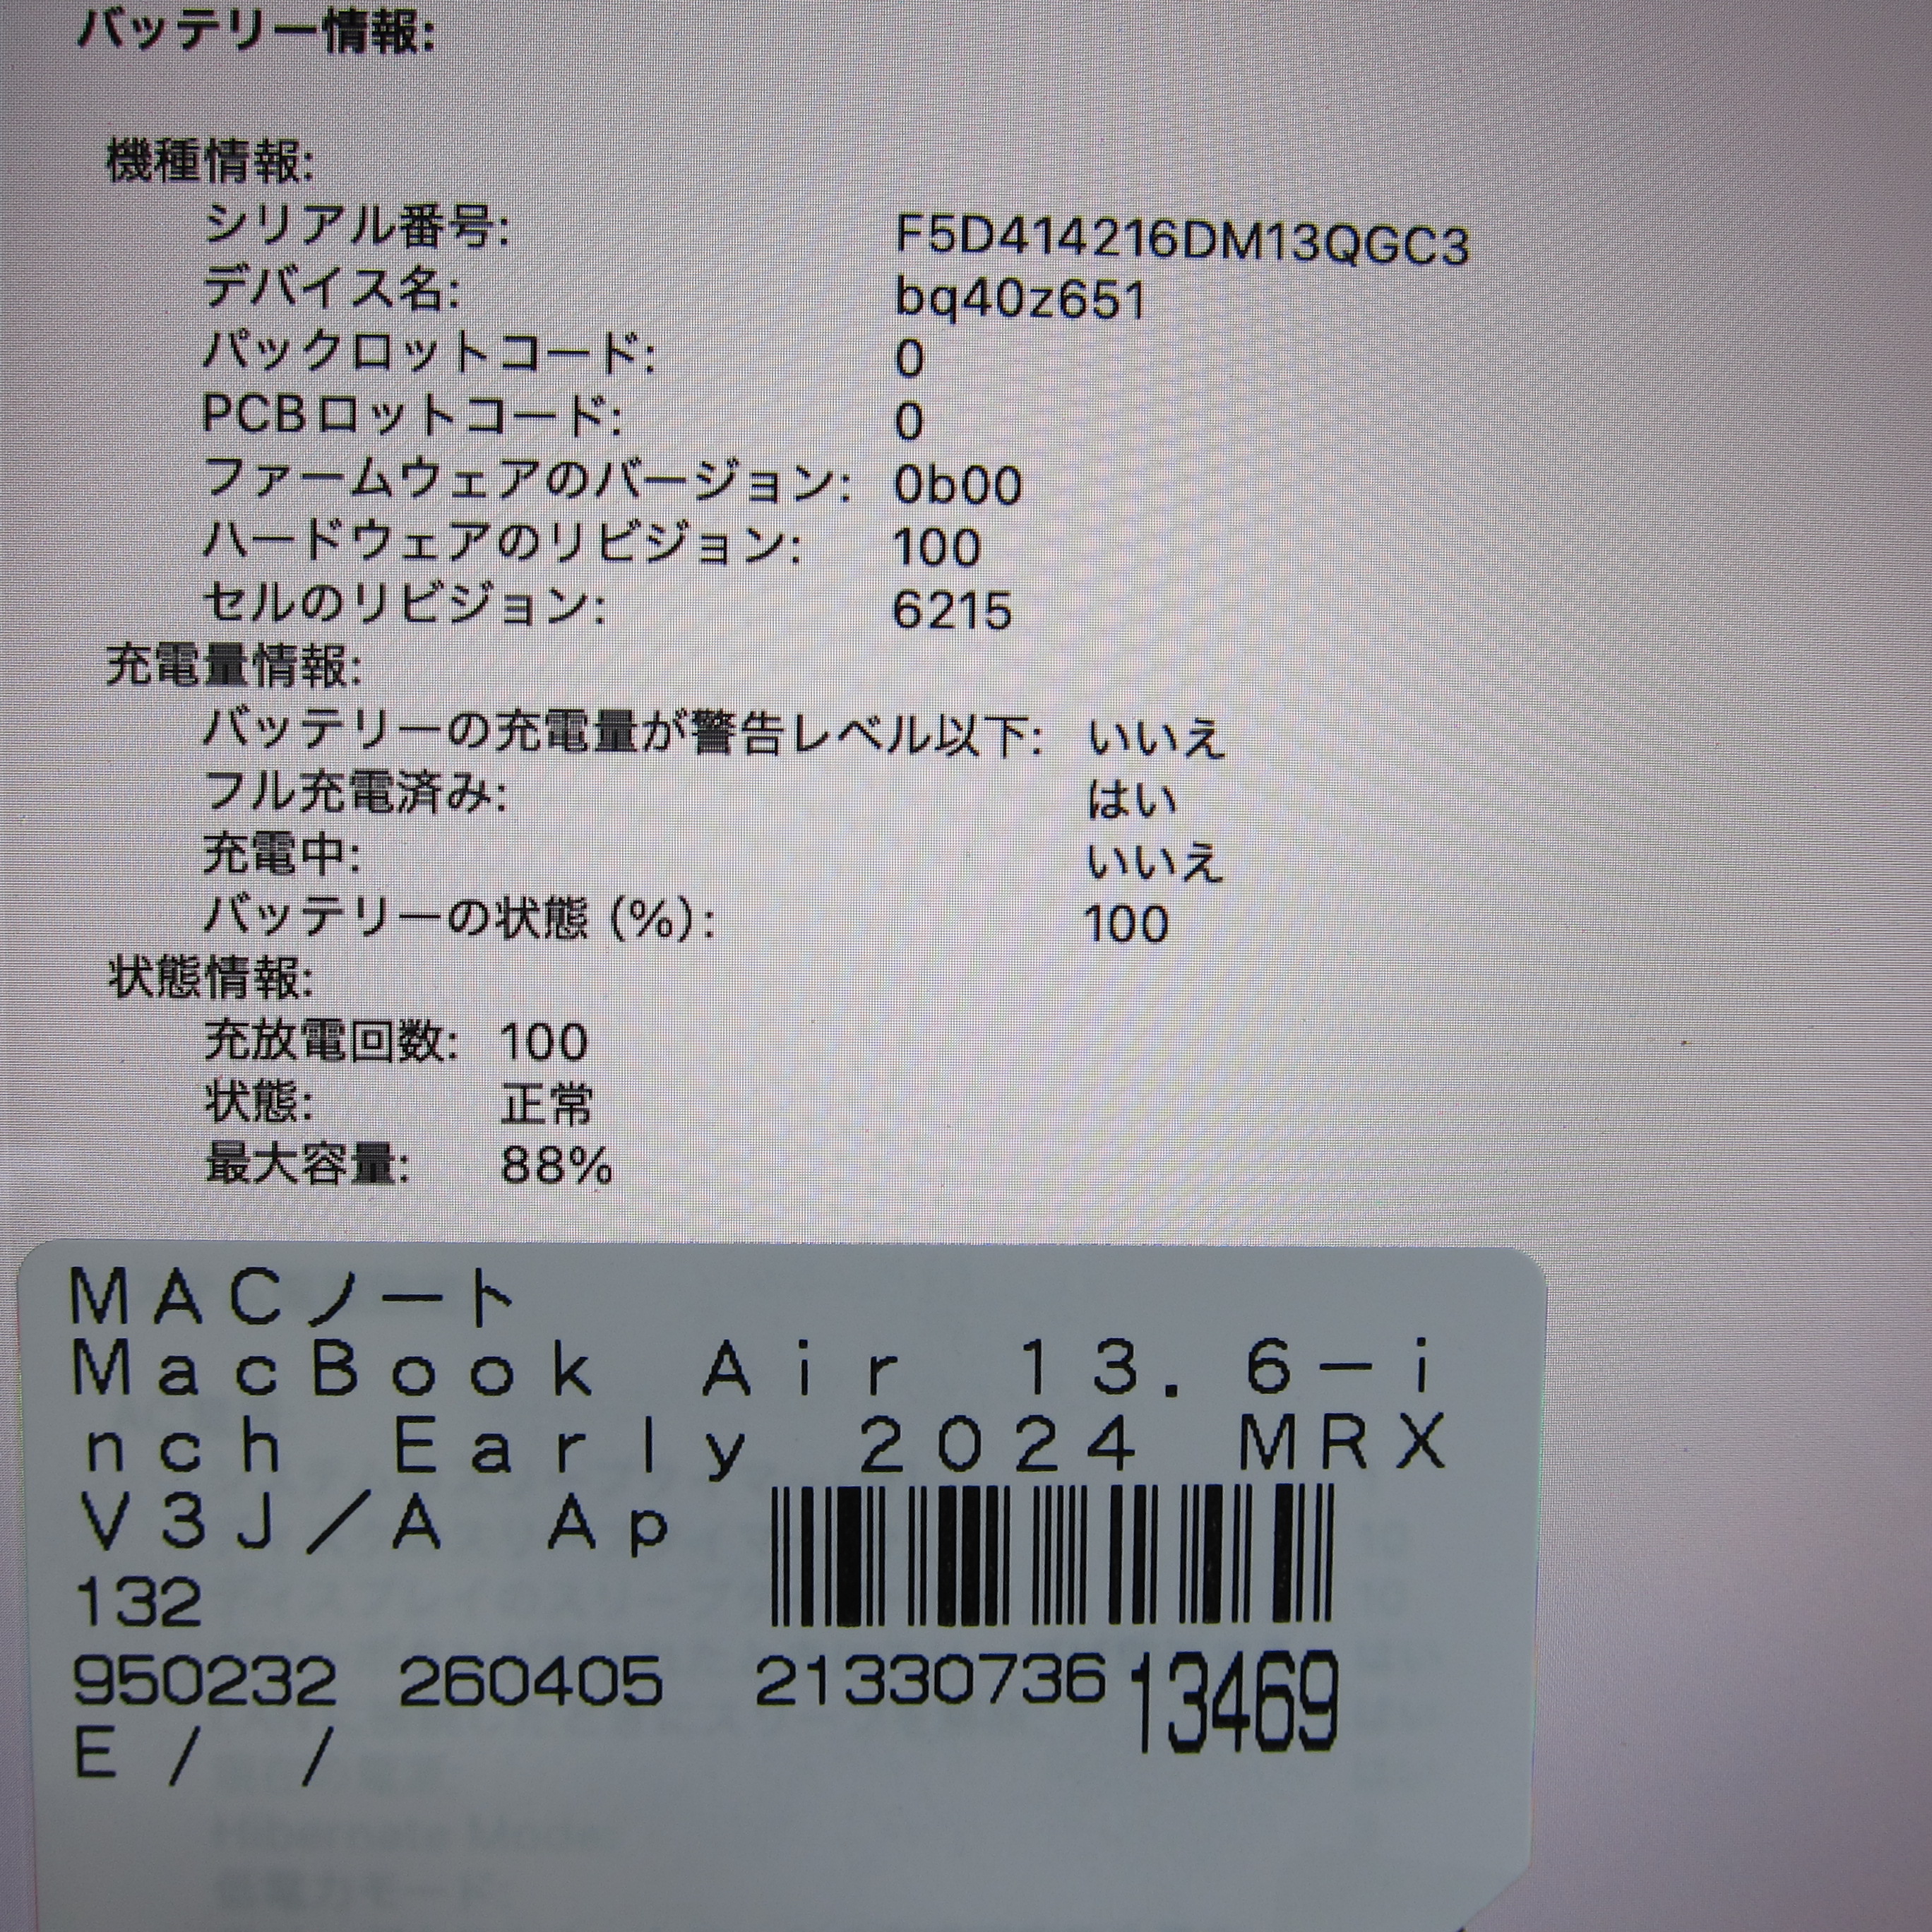 バッテリー情報:
機種情報:
シリアル番号: F5D414216DM13QGC3
デバイス名: bq40z651
パックロットコード: 0
PCBロットコード: 0
ファームウェアのバージョン: 0b00
ハードウェアのリビジョン: 100
セルのリビジョン: 6215
充電量情報:
バッテリーの充電量が警告レベル以下: いいえ
フル充電済み: はい
充電中: いいえ
バッテリーの状態 (%): 100
状態情報:
充放電回数: 100
状態: 正常
最大容量: 88%
MACノート
MacBook Air 13.6-i
nch Early 2024 MRX
V3J/A Ap
132
950232 260405 21330736 13469
E / /
Hibernate Mode
低電力モード: